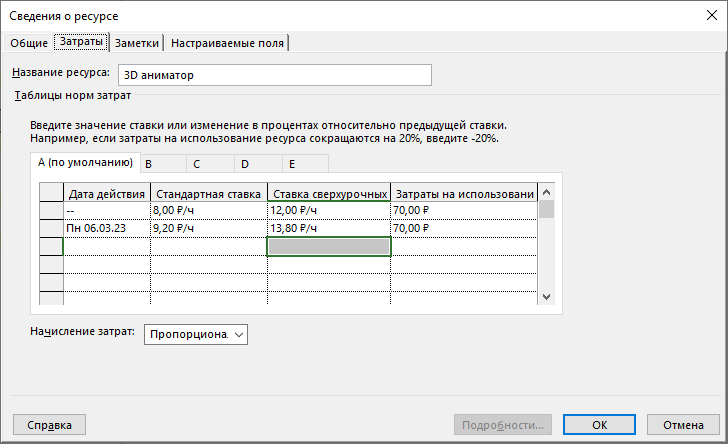 Сведения о ресурсе
Общие Затраты Заметки Настраиваемые поля
Название ресурса: 3D аниматор
Таблицы норм затрат
Введите значение ставки или изменение в процентах относительно предыдущей ставки.
Например, если затраты на использование ресурса сокращаются на 20%, введите -20%.
A (по умолчанию) B C D E
Дата действия Стандартная ставка Ставка сверхурочных Затраты на использовани
-- 8,00 ₽/ч 12,00 ₽/ч 70,00 ₽
Пн 06.03.23 9,20 ₽/ч 13,80 ₽/ч 70,00 ₽
Начисление затрат: Пропорциона.
Справка Подробности... ОК Отмена